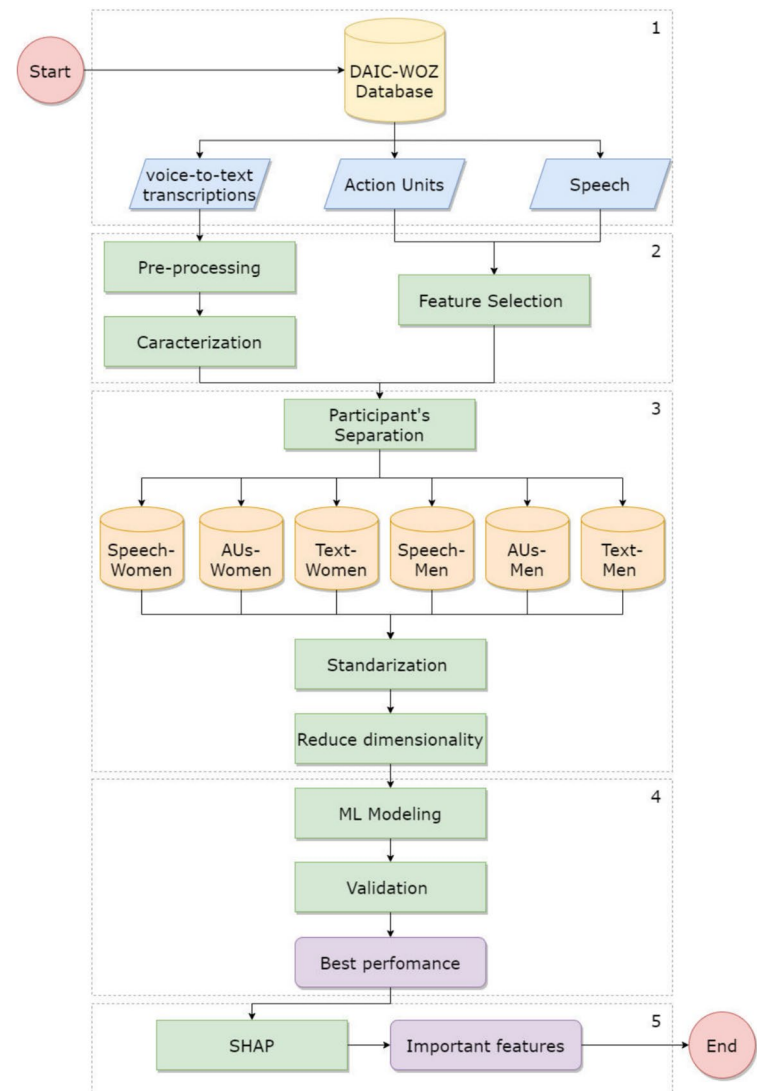 1
Start
DAIC-WOZ
Database
voice-to-text
transcriptions
Action Units
Speech
2
Pre-processing
Feature Selection
Caracterization
3
Participant's
Separation
Speech-
Women
AUs-
Women
Text-
Women
Speech-
Men
AUs-
Men
Text-
Men
Standarization
Reduce dimensionality
4
ML Modeling
Validation
Best perfomance
5
SHAP
Important features
End